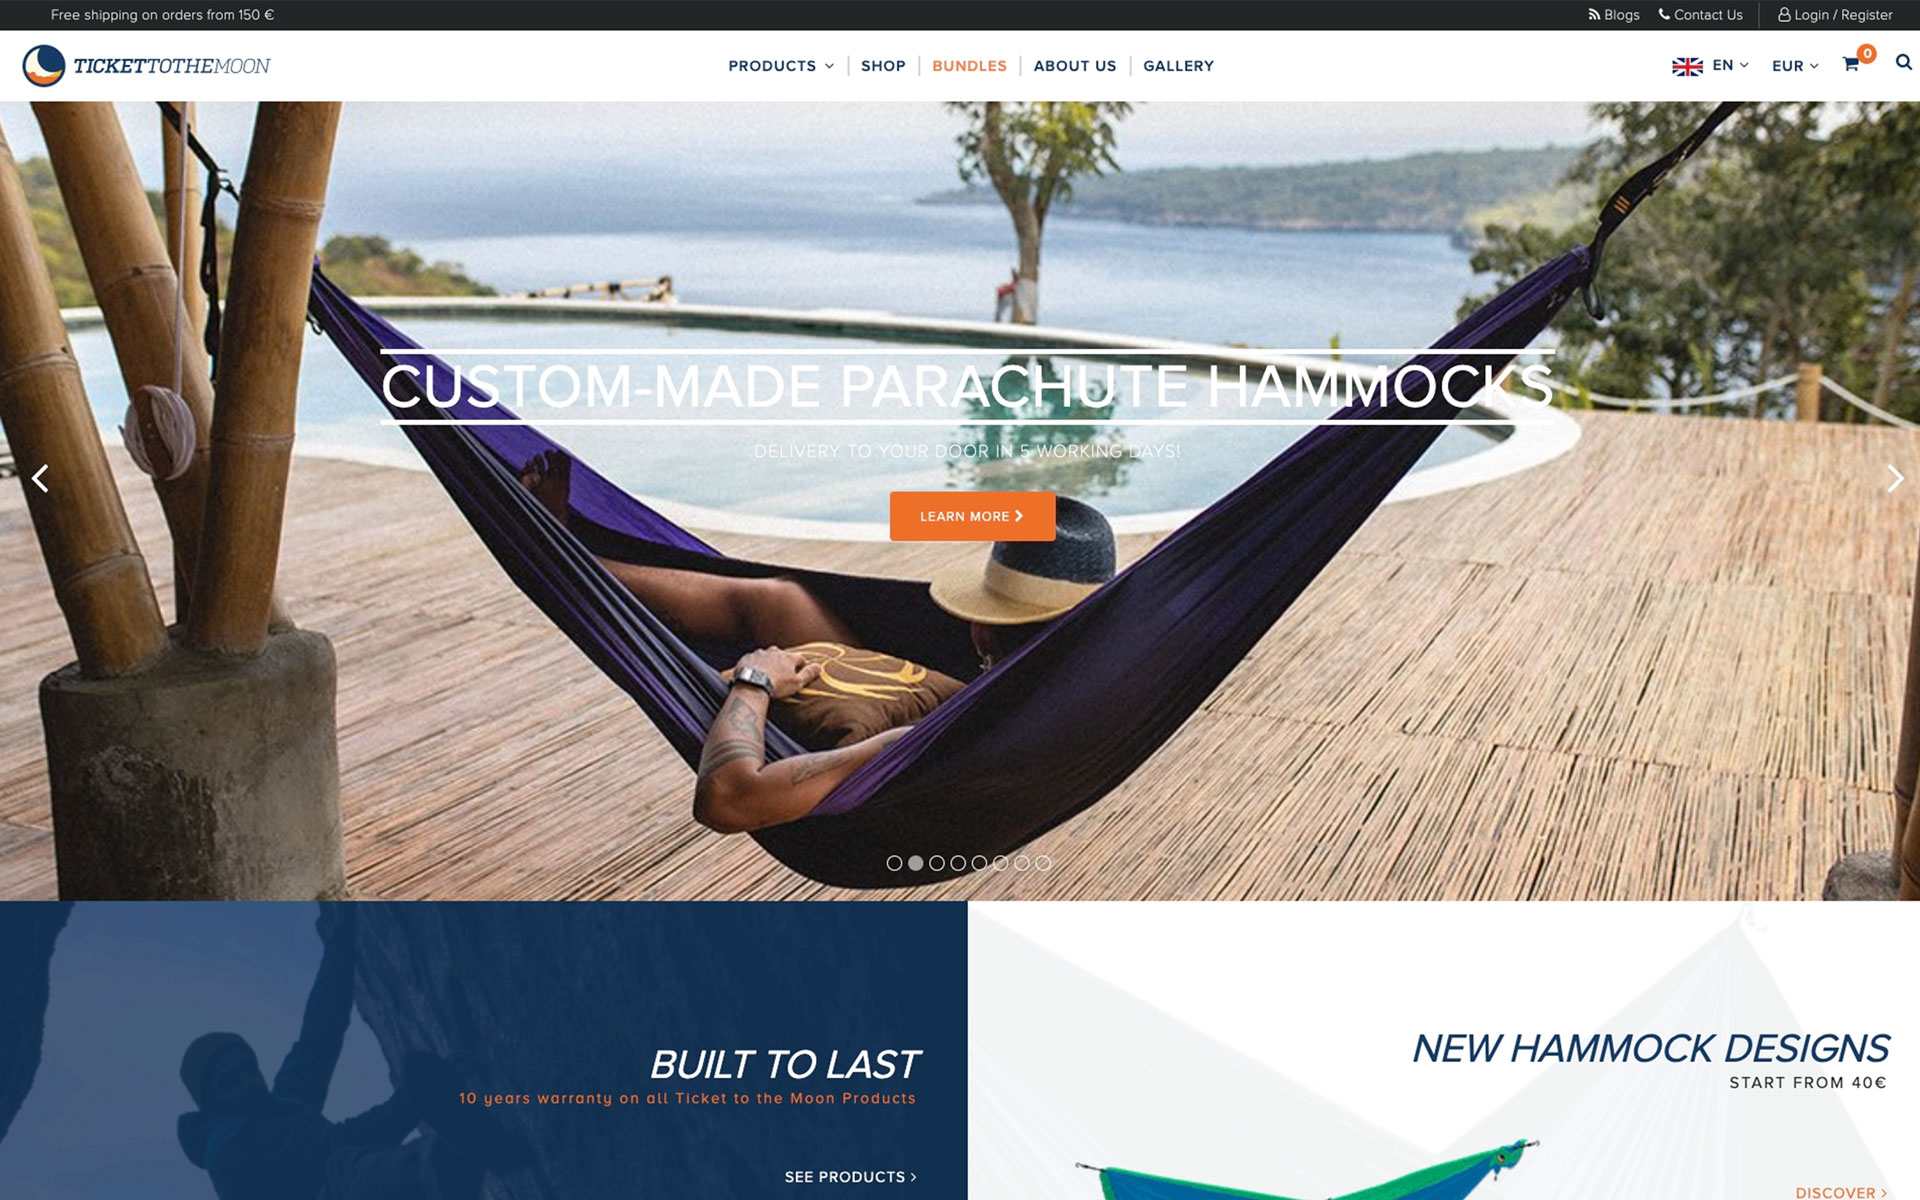 Free shipping on orders from 150 €
Blogs
Contact Us
Login / Register
TICKETTOTHEMOON
PRODUCTS
SHOP
BUNDLES
ABOUT US
GALLERY
EN
EUR
0
CUSTOM-MADE PARACHUTE HAMMOCKS
DELIVERY TO YOUR DOOR IN 5 WORKING DAYS!
LEARN MORE
BUILT TO LAST
10 years warranty on all Ticket to the Moon Products
SEE PRODUCTS
NEW HAMMOCK DESIGNS
START FROM 40€
DISCOVER